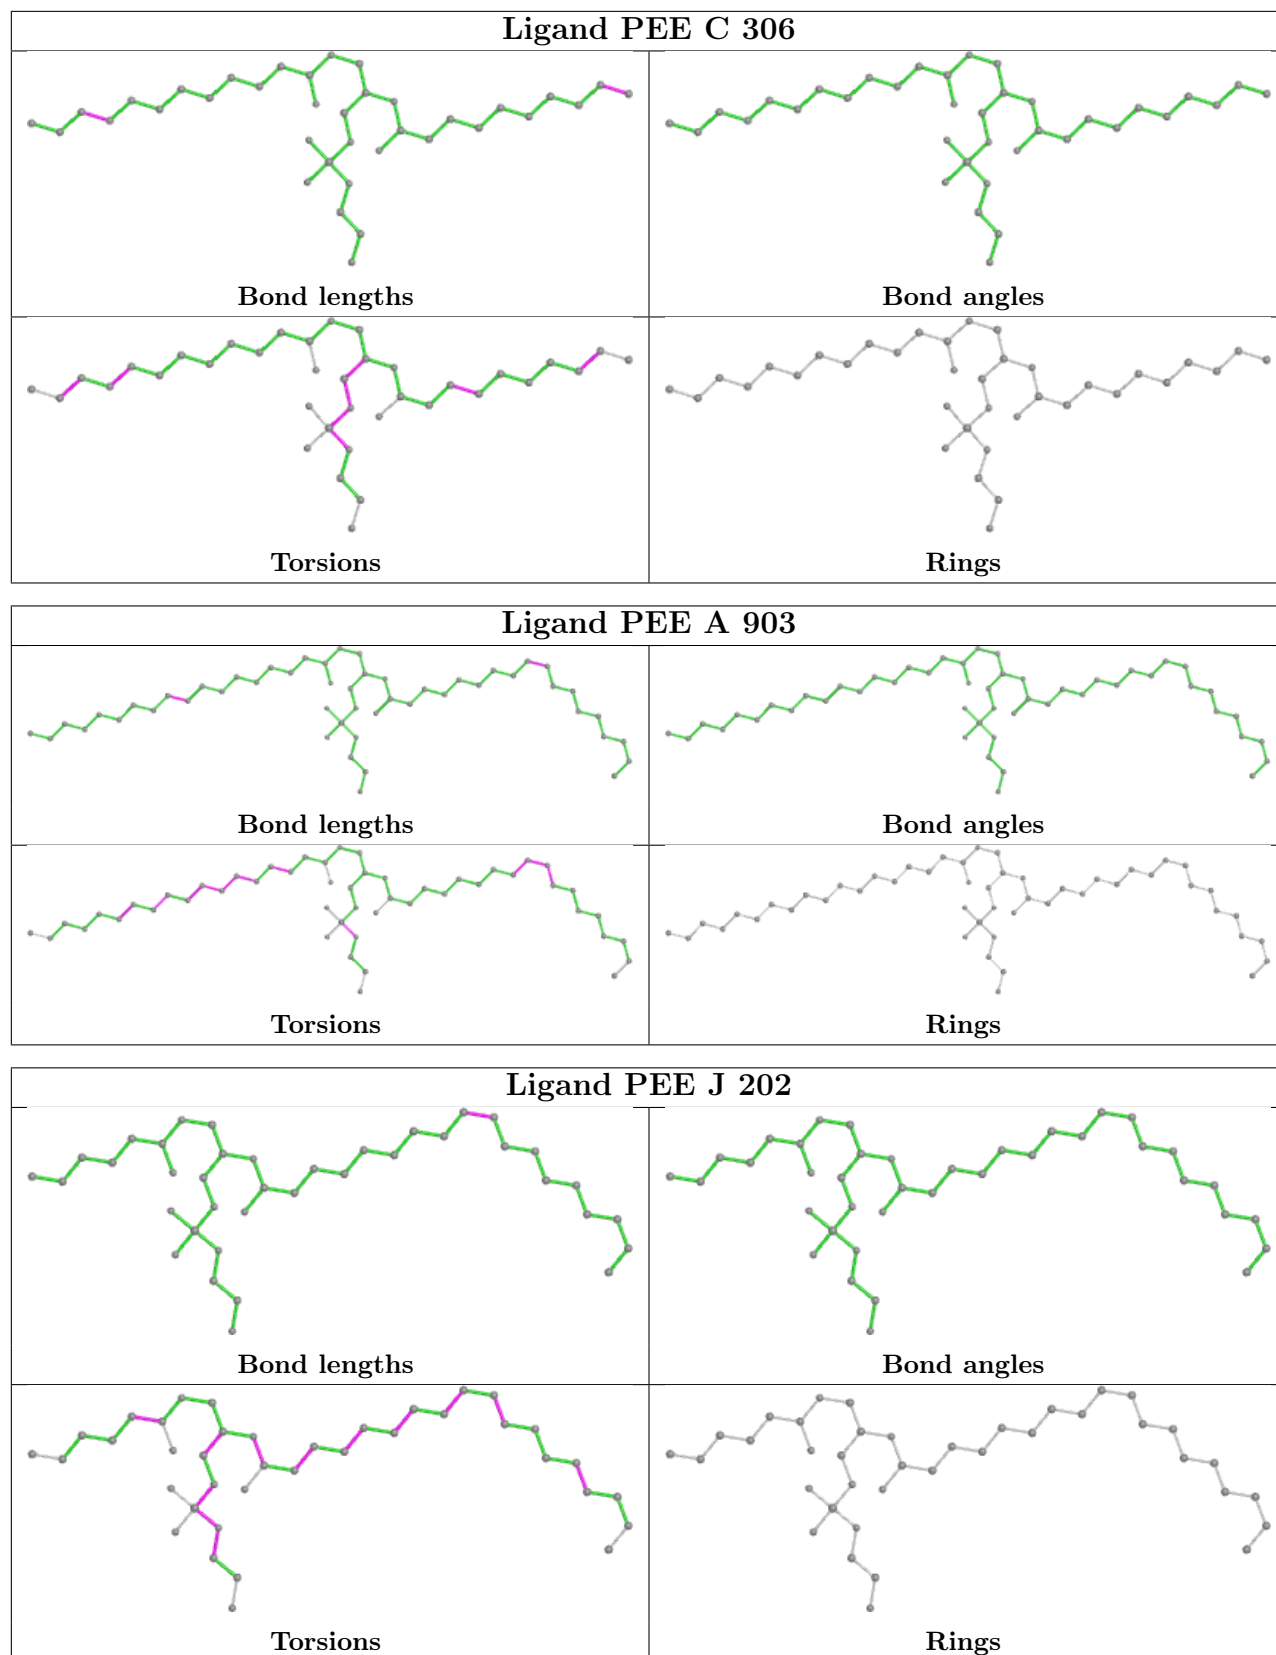 Ligand PEE C 306
Bond lengths
Bond angles
Torsions
Rings
Ligand PEE A 903
Bond lengths
Bond angles
Torsions
Rings
Ligand PEE J 202
Bond lengths
Bond angles
Torsions
Rings